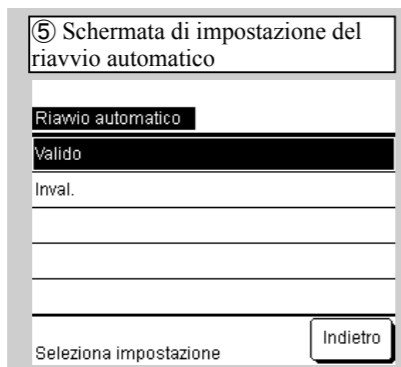 ⑤ Schermata di impostazione del
riavvio automatico
Riavvio automatico
Valido
Inval.
Indietro
Seleziona impostazione